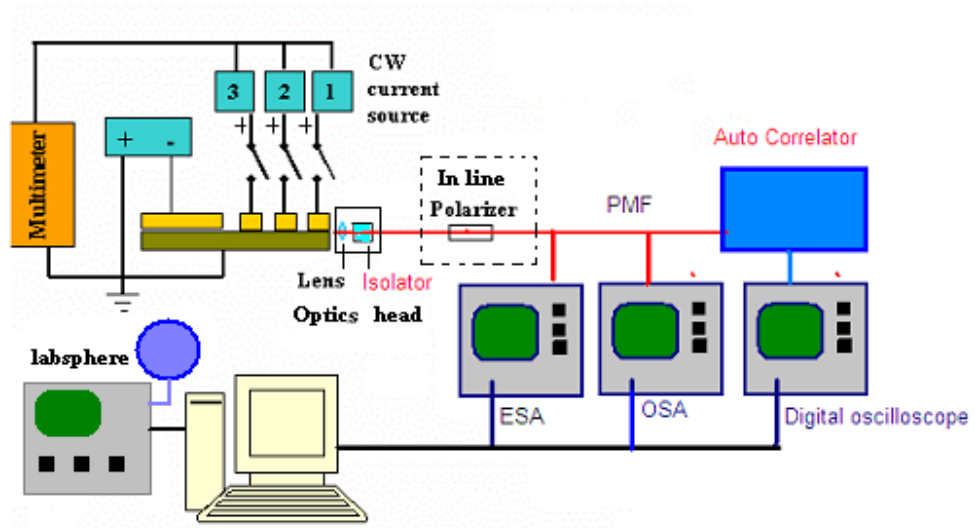 CW
current
source
3 2 1
+ + +
Multimeter
+ -
Auto Correlator
In line
Polarizer
PMF
Lens Isolator
Optics head
labsphere
ESA
OSA
Digital oscilloscope